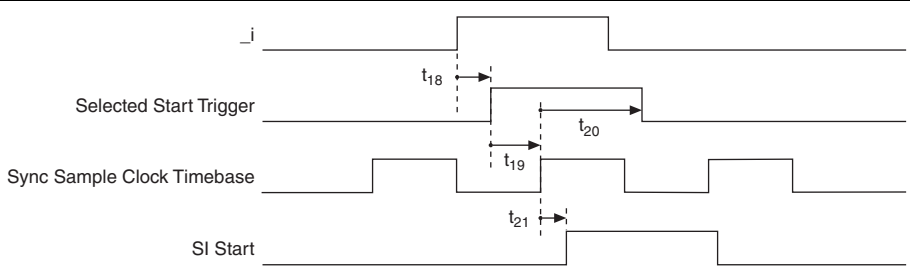 _i
t18
Selected Start Trigger
t20
t19
Sync Sample Clock Timebase
t21
SI Start